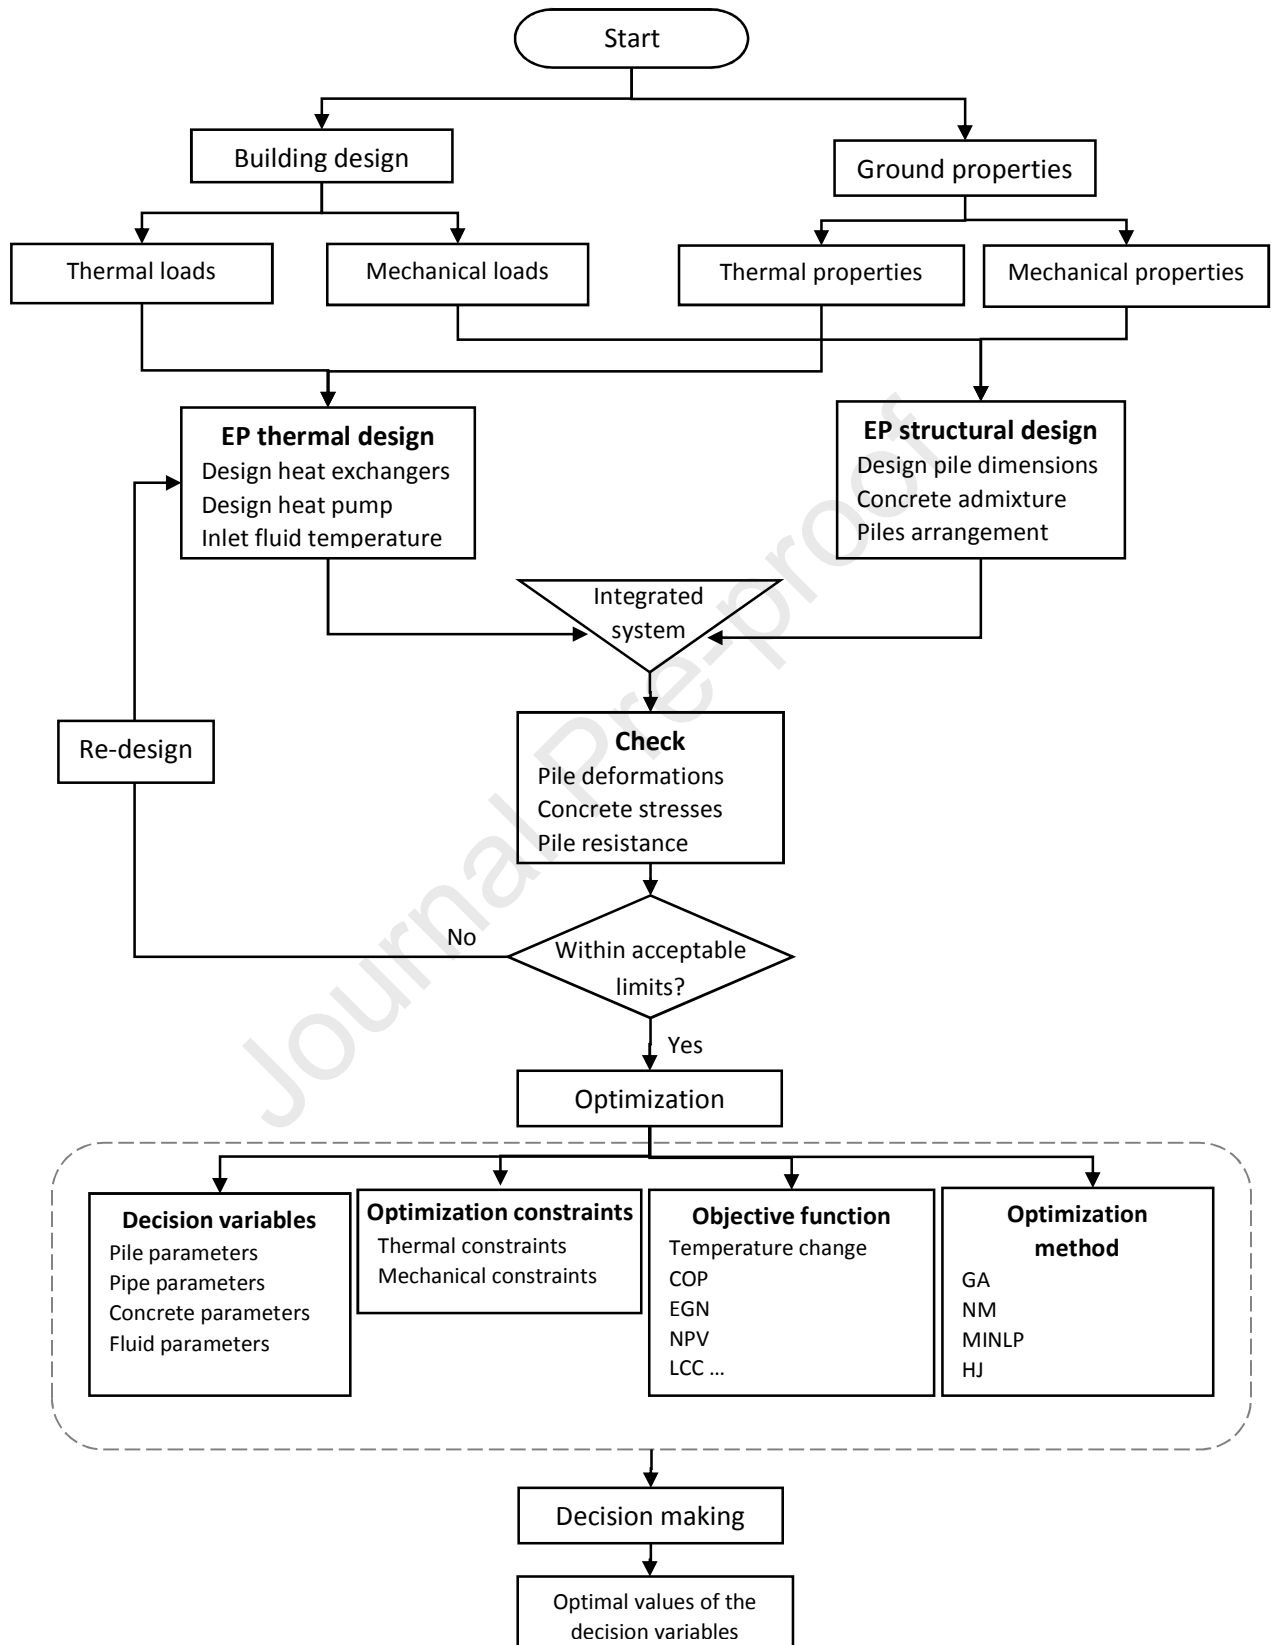 Start
Building design
Ground properties
Thermal loads
Mechanical loads
Thermal properties
Mechanical properties
EP thermal design
Design heat exchangers
Design heat pump
Inlet fluid temperature
EP structural design
Design pile dimensions
Concrete admixture
Piles arrangement
Integrated
system
Re-design
Check
Pile deformations
Concrete stresses
Pile resistance
No
Within acceptable
limits?
Yes
Optimization
Decision variables
Pile parameters
Pipe parameters
Concrete parameters
Fluid parameters
Optimization constraints
Thermal constraints
Mechanical constraints
Objective function
Temperature change
COP
EGN
NPV
LCC ...
Optimization
method
GA
NM
MINLP
HJ
Decision making
Optimal values of the
decision variables
Journal Pre-proof